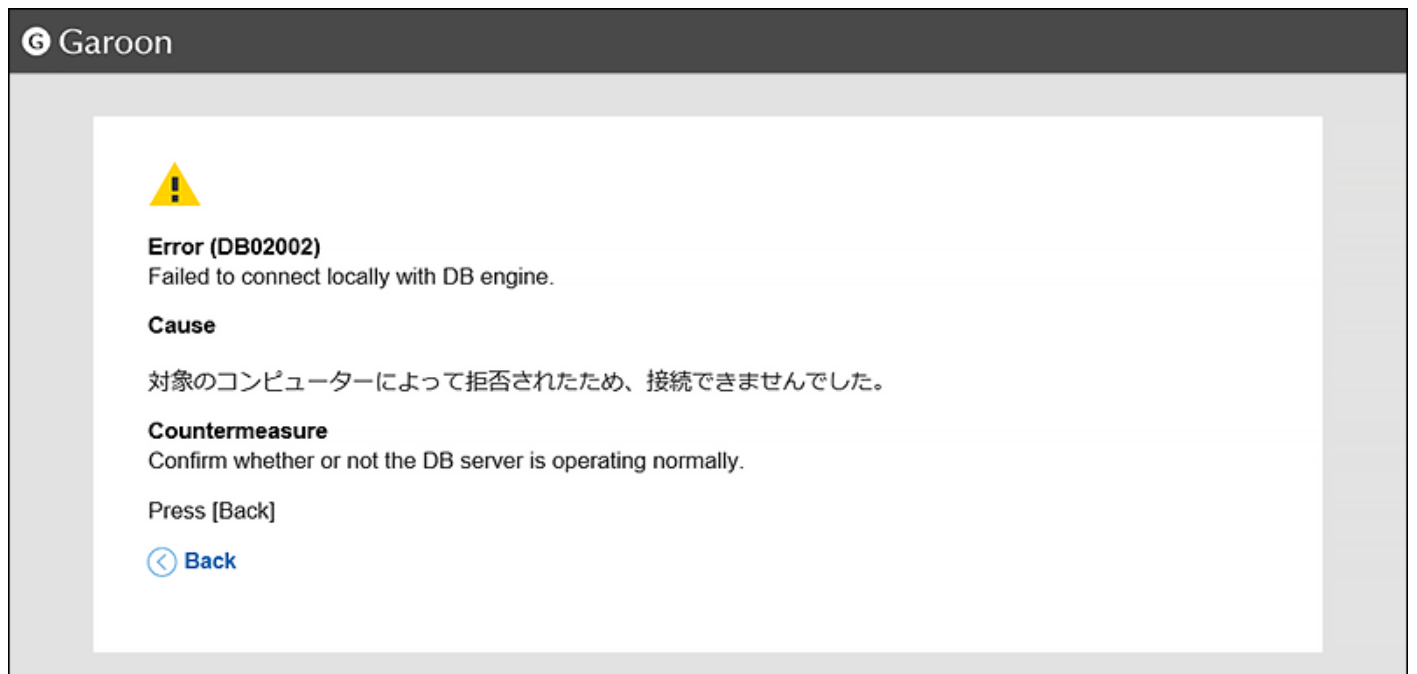 G Garoon
Error (DB02002)
Failed to connect locally with DB engine.
Cause
対象のコンピューターによって拒否されたため、接続できませんでした。
Countermeasure
Confirm whether or not the DB server is operating normally.
Press [Back]
Back